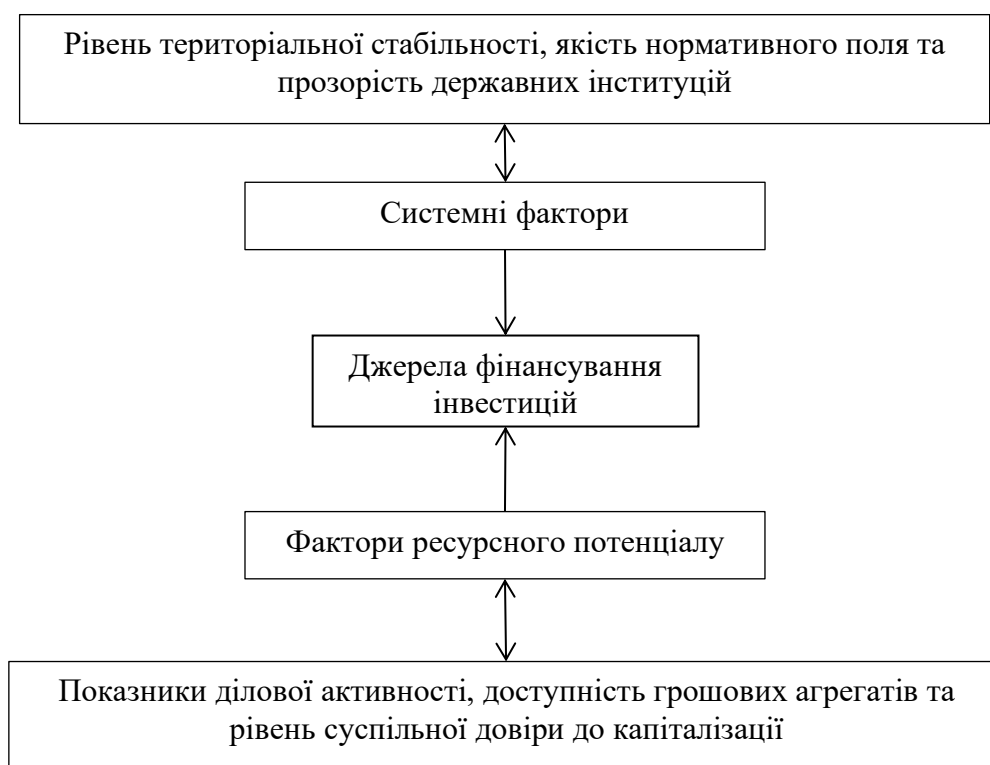 Рівень територіальної стабільності, якість нормативного поля та
прозорість державних інституцій
Системні фактори
Джерела фінансування
інвестицій
Фактори ресурсного потенціалу
Показники ділової активності, доступність грошових агрегатів та
рівень суспільної довіри до капіталізації